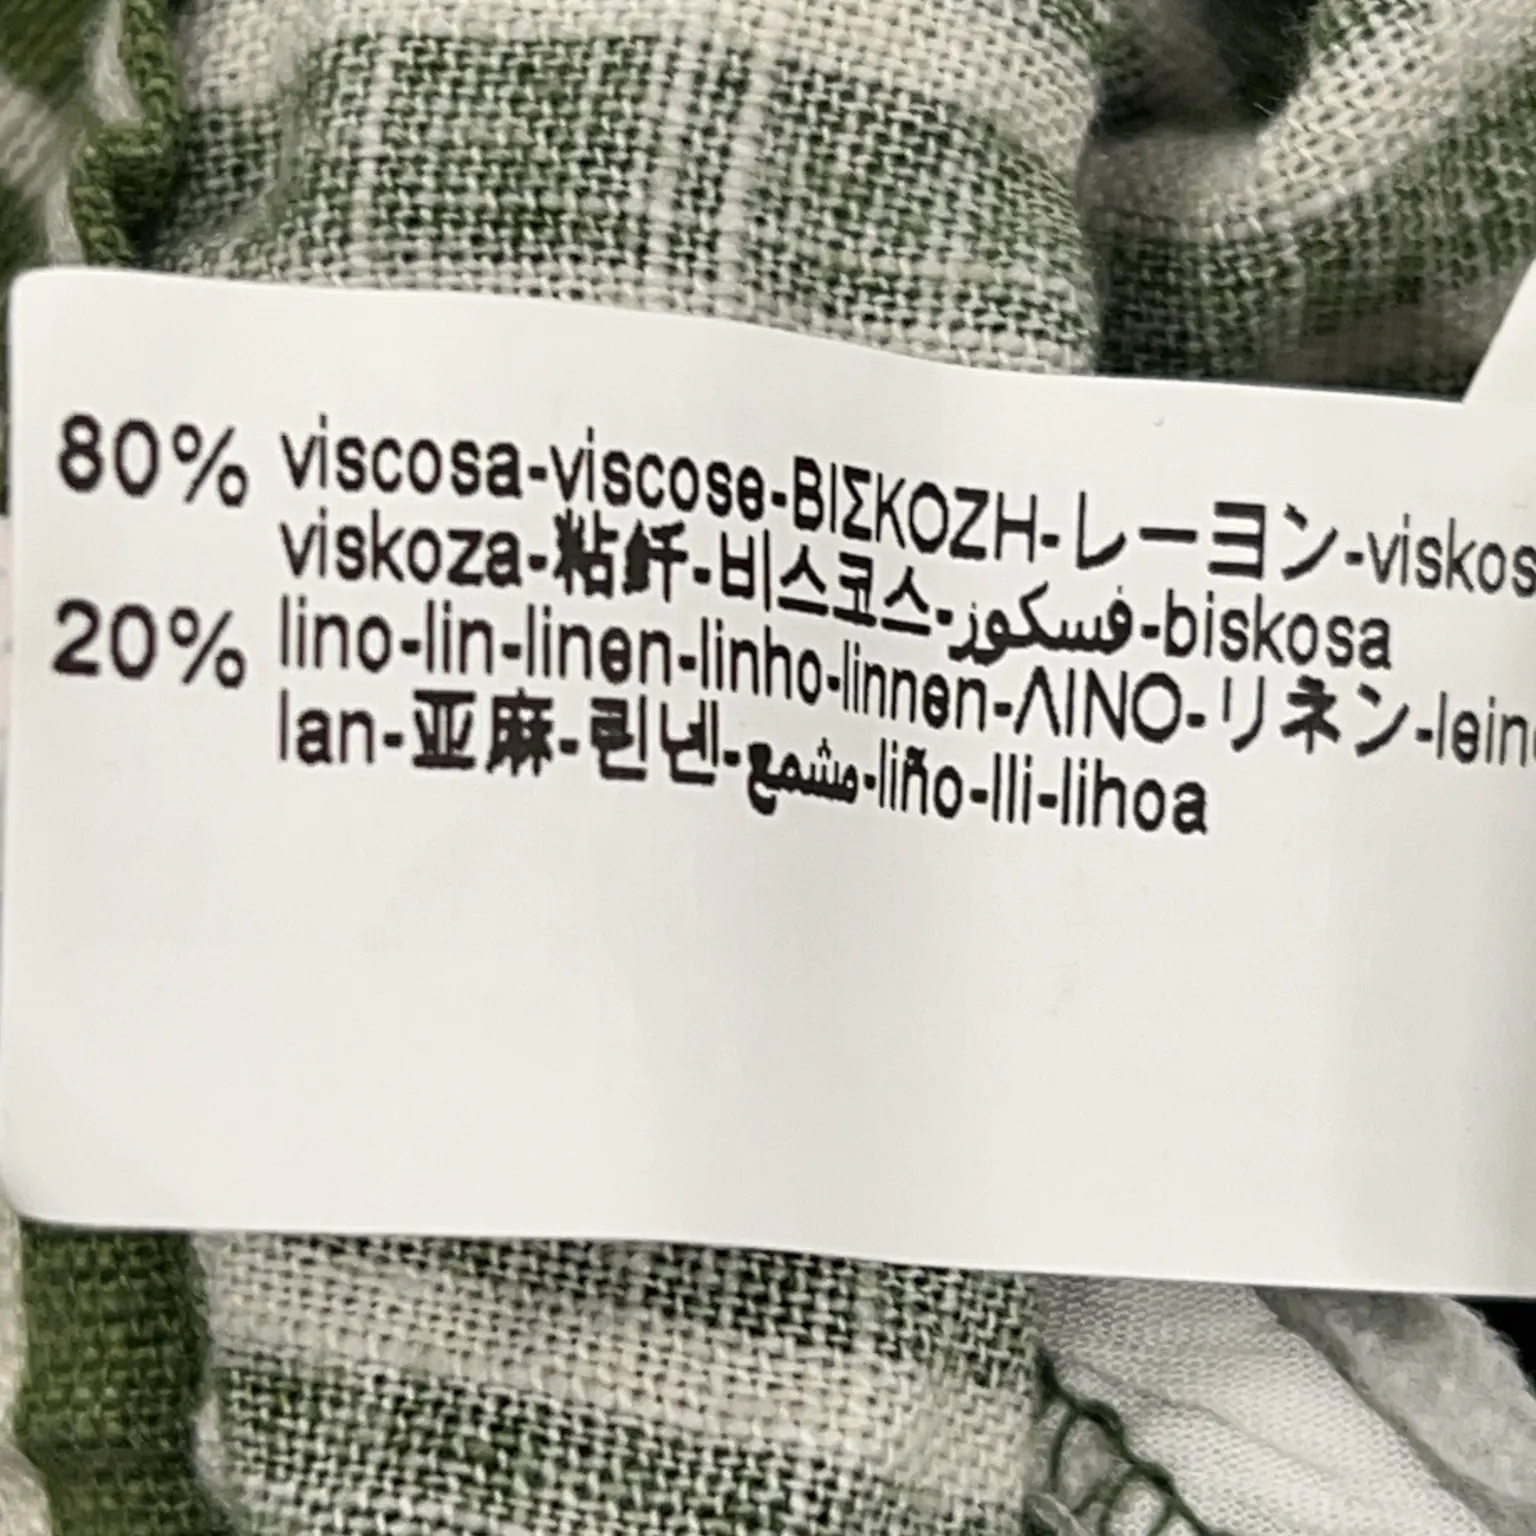 80% viscosa-viscose-ΒΙΣΚΟΖΗ-レーヨン-viskos
viskoza-粘纤-비스코스-فسكوز-biskosa
20% lino-lin-linen-linho-linnen-ΛΙΝΟ-リネン-lein
lan-亚麻-린넨-مشمع-liño-lli-lihoa